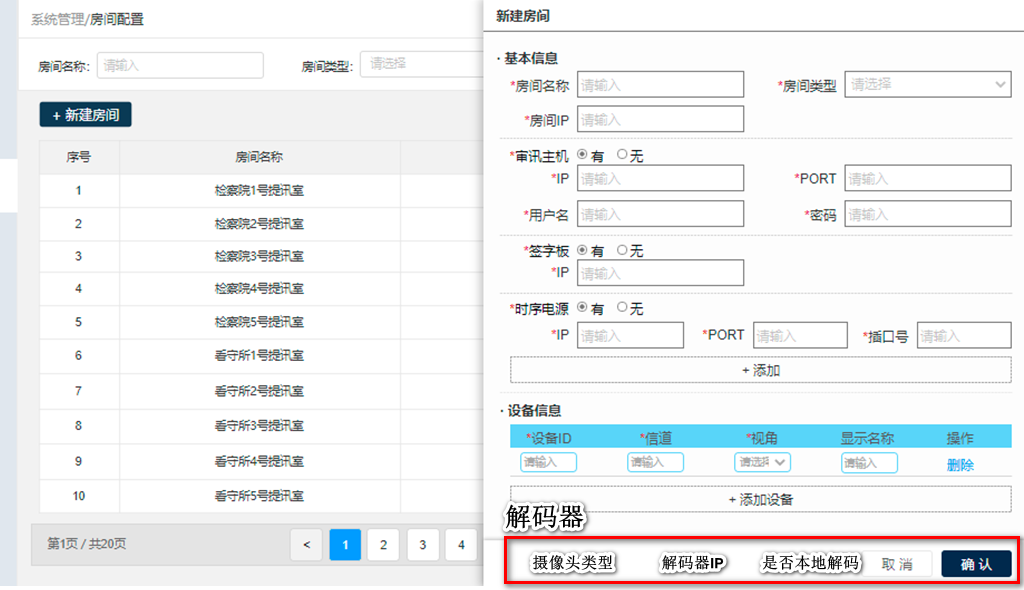 系统管理/房间配置
房间名称: 请输入 房间类型: 请选择
+ 新建房间
序号 房间名称
1 检察院1号提讯室
2 检察院2号提讯室
3 检察院3号提讯室
4 检察院4号提讯室
5 检察院5号提讯室
6 看守所1号提讯室
7 看守所2号提讯室
8 看守所3号提讯室
9 看守所4号提讯室
10 看守所5号提讯室
第1页 / 共20页 < 1 2 3 4
新建房间
· 基本信息
*房间名称 请输入 *房间类型 请选择
*房间IP 请输入
*审讯主机 有 无
*IP 请输入 *PORT 请输入
*用户名 请输入 *密码 请输入
*签字板 有 无
*IP 请输入
*时序电源 有 无
*IP 请输入 *PORT 请输入 *插口号 请输入
+ 添加
· 设备信息
*设备ID *信道 *视角 显示名称 操作
请输入 请输入 请选择 请输入 删除
+ 添加设备
解码器
摄像头类型 解码器IP 是否本地解码 取 消 确 认